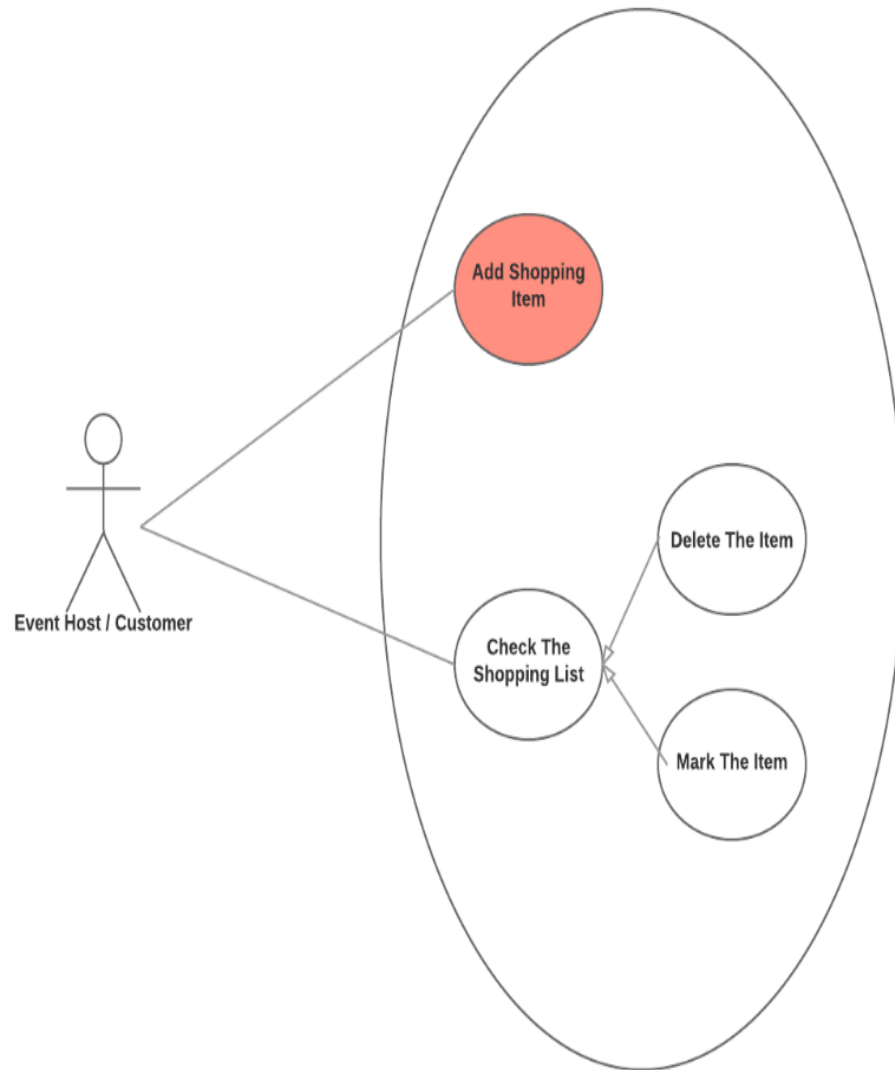 Add Shopping
Item
Delete The Item
Event Host / Customer
Check The
Shopping List
Mark The Item